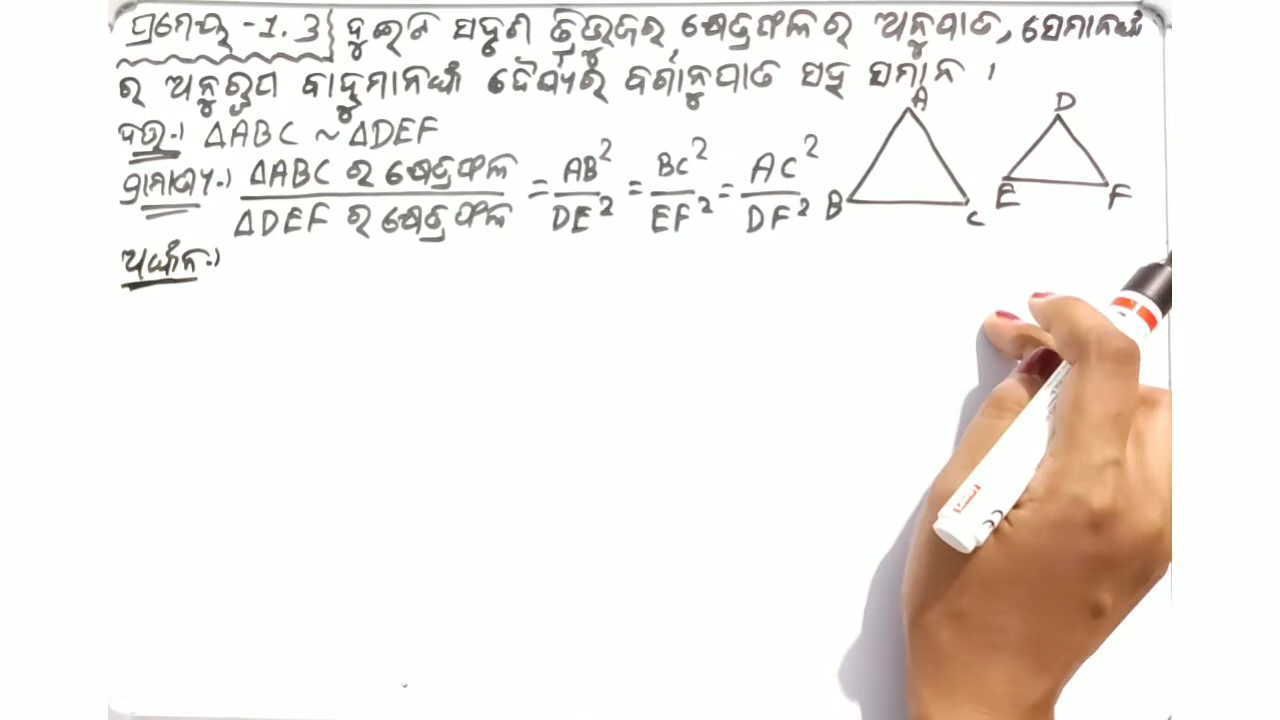 ପ୍ରମେୟ -1.3} ଦୁଇଟି ସଦୃଶ ତ୍ରିଭୁଜର କ୍ଷେତ୍ରଫଳର ଅନୁପାତ, ସେମାନଙ୍କ
ର ଅନୁରୂପ ବାହୁମାନଙ୍କ ଦୈର୍ଘ୍ୟର ବର୍ଗାନୁପାତ ସହ ସମାନ ।
ଦତ୍ତ:-। ΔABC ~ ΔDEF
ପ୍ରାମାଣ୍ୟ:-। ΔABC ର କ୍ଷେତ୍ରଫଳ / ΔDEF ର କ୍ଷେତ୍ରଫଳ = AB² / DE² = BC² / EF² = AC² / DF²
A
B
C
D
E
F
ଅଙ୍କନ:-।